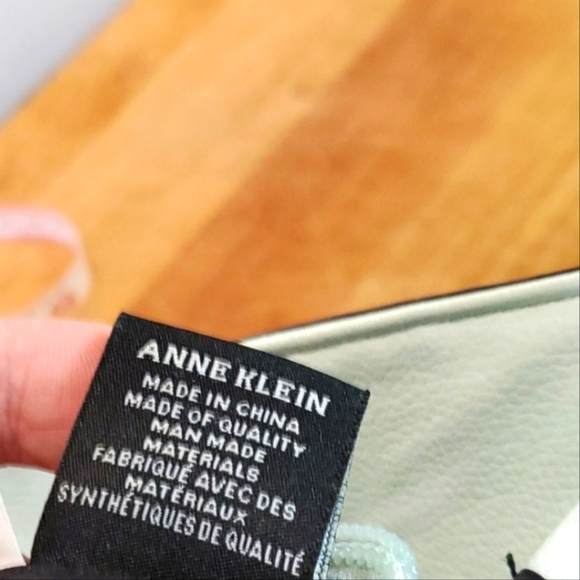 ANNE KLEIN
MADE IN CHINA
MADE OF QUALITY
MAN MADE
MATERIALS
FABRIQUÉ AVEC DES
MATÉRIAUX
SYNTHÉTIQUES DE QUALITÉ